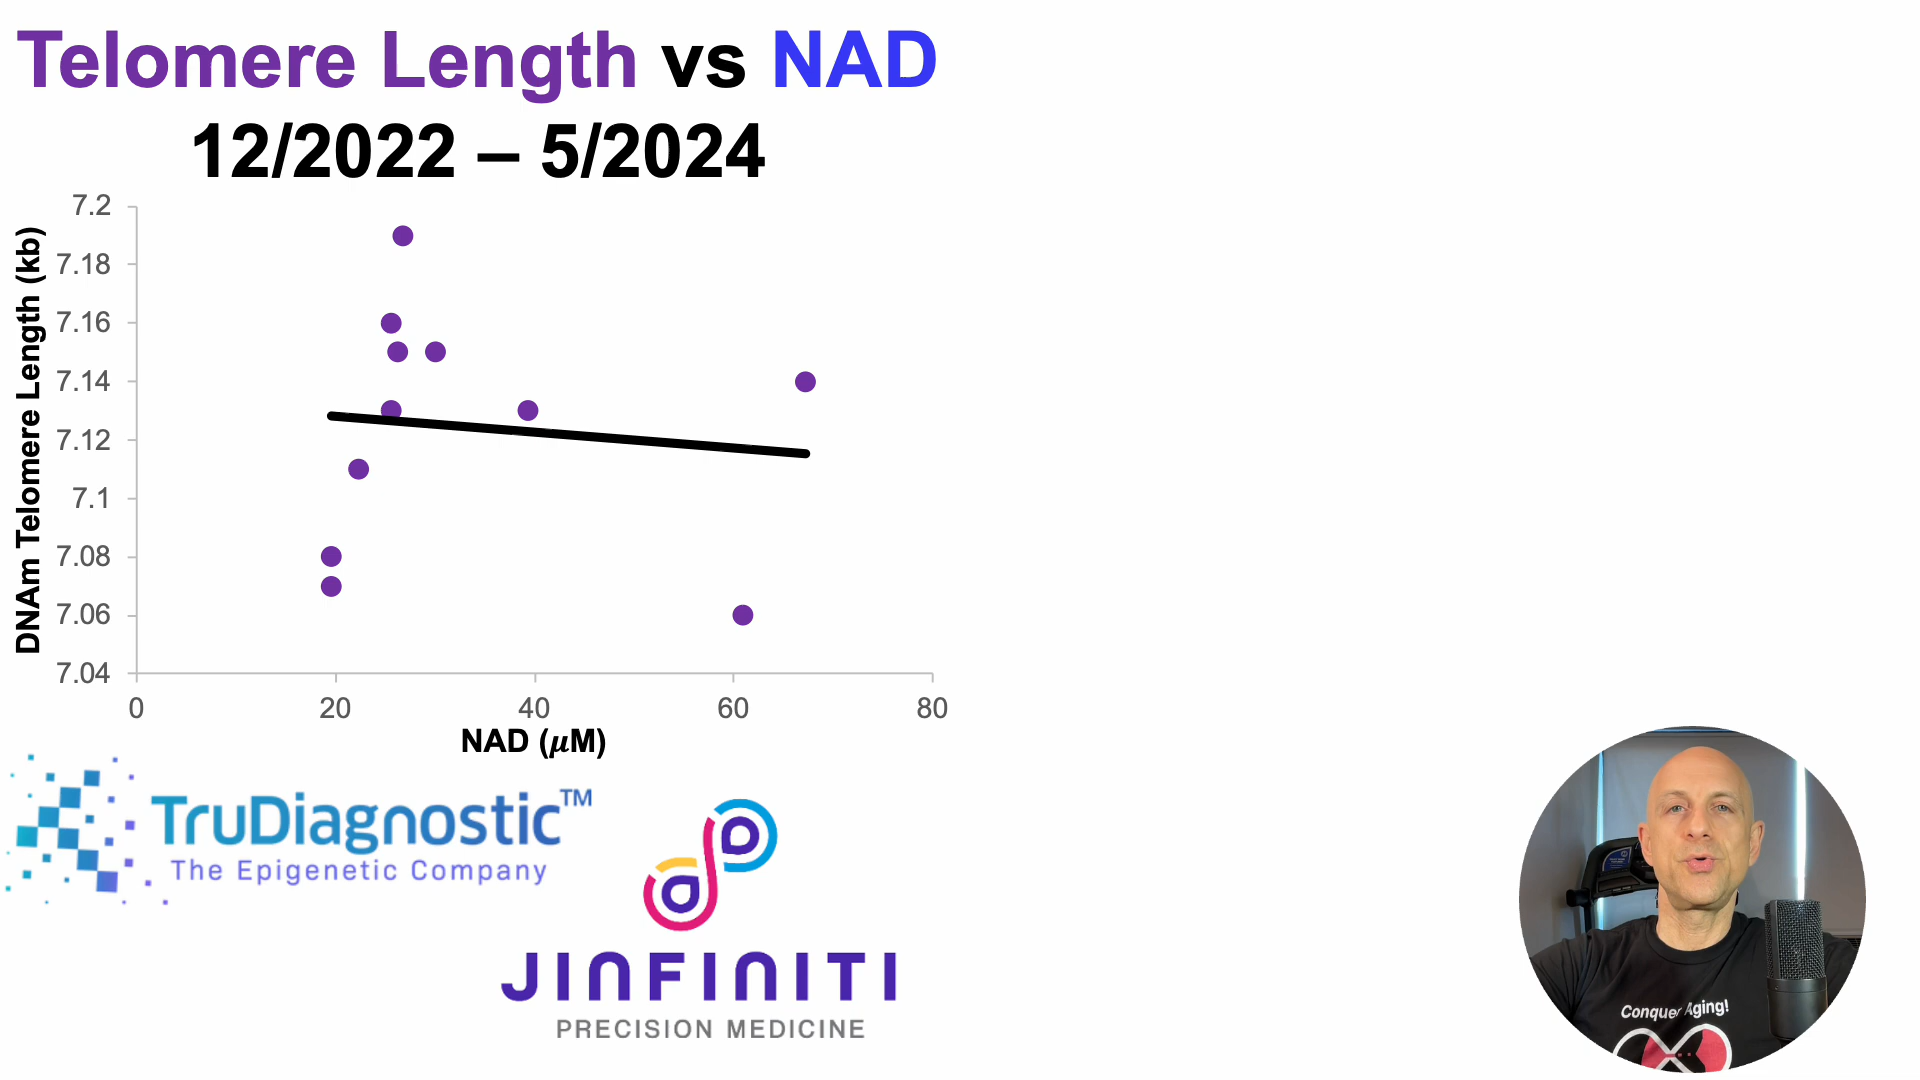 Telomere Length vs NAD
12/2022 – 5/2024
DNAm Telomere Length (kb)
7.2
7.18
7.16
7.14
7.12
7.1
7.08
7.06
7.04
0 20 40 60 80
NAD (μM)
TruDiagnostic™
The Epigenetic Company
JINFINITI
PRECISION MEDICINE
Conquer Aging!